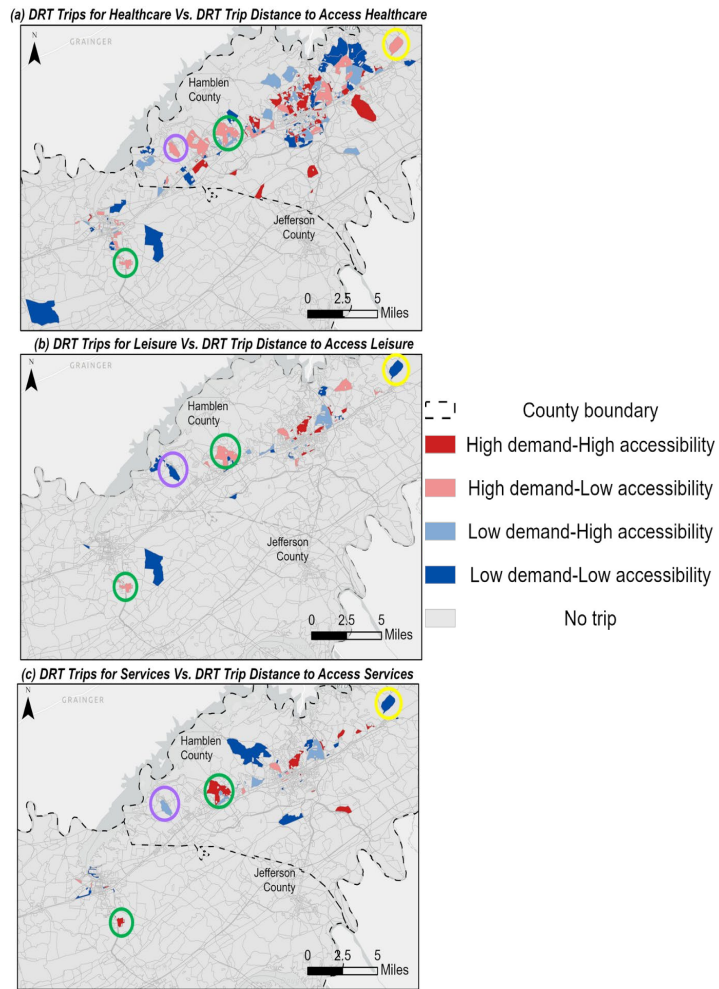 (a) DRT Trips for Healthcare Vs. DRT Trip Distance to Access Healthcare
N
GRAINGER
Hamblen
County
Jefferson
County
0 2.5 5
Miles
(b) DRT Trips for Leisure Vs. DRT Trip Distance to Access Leisure
N
GRAINGER
Hamblen
County
Jefferson
County
0 2.5 5
Miles
County boundary
High demand-High accessibility
High demand-Low accessibility
Low demand-High accessibility
Low demand-Low accessibility
No trip
(c) DRT Trips for Services Vs. DRT Trip Distance to Access Services
N
GRAINGER
Hamblen
County
Jefferson
County
0 2.5 5
Miles